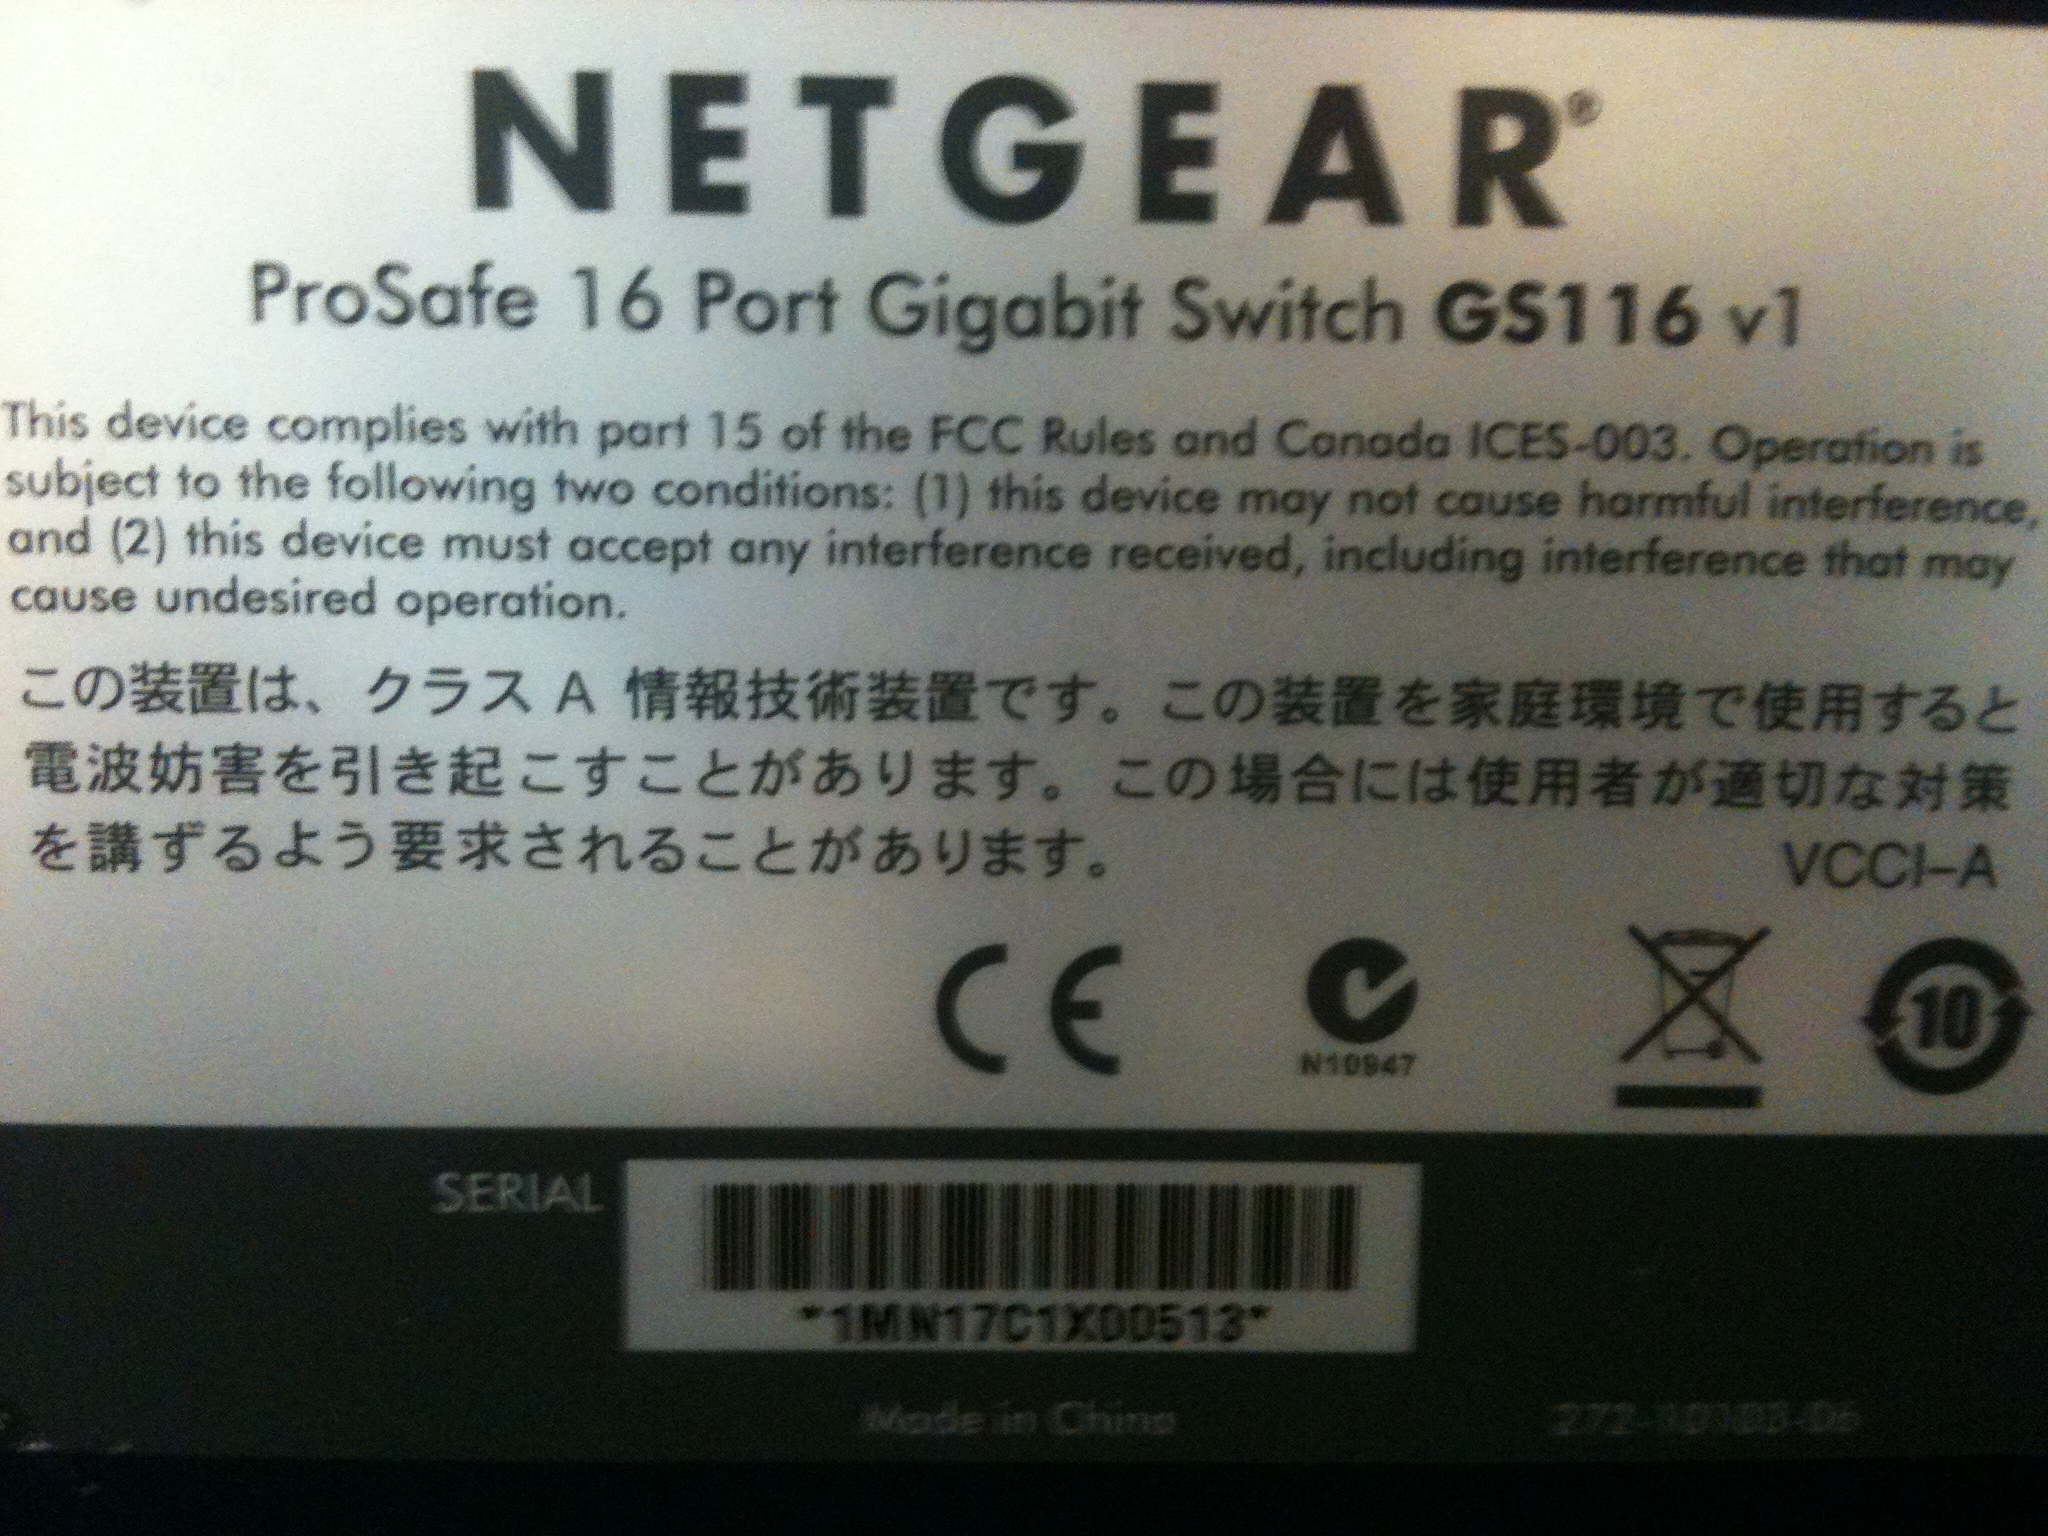 NETGEAR®
ProSafe 16 Port Gigabit Switch GS116 v1
This device complies with part 15 of the FCC Rules and Canada ICES-003. Operation is
subject to the following two conditions: (1) this device may not cause harmful interference,
and (2) this device must accept any interference received, including interference that may
cause undesired operation.
この装置は、クラス A 情報技術装置です。この装置を家庭環境で使用すると
電波妨害を引き起こすことがあります。この場合には使用者が適切な対策
を講ずるよう要求されることがあります。 VCCI-A
CE
N10947
10
SERIAL
*1MN17C1X00513*
Made in China